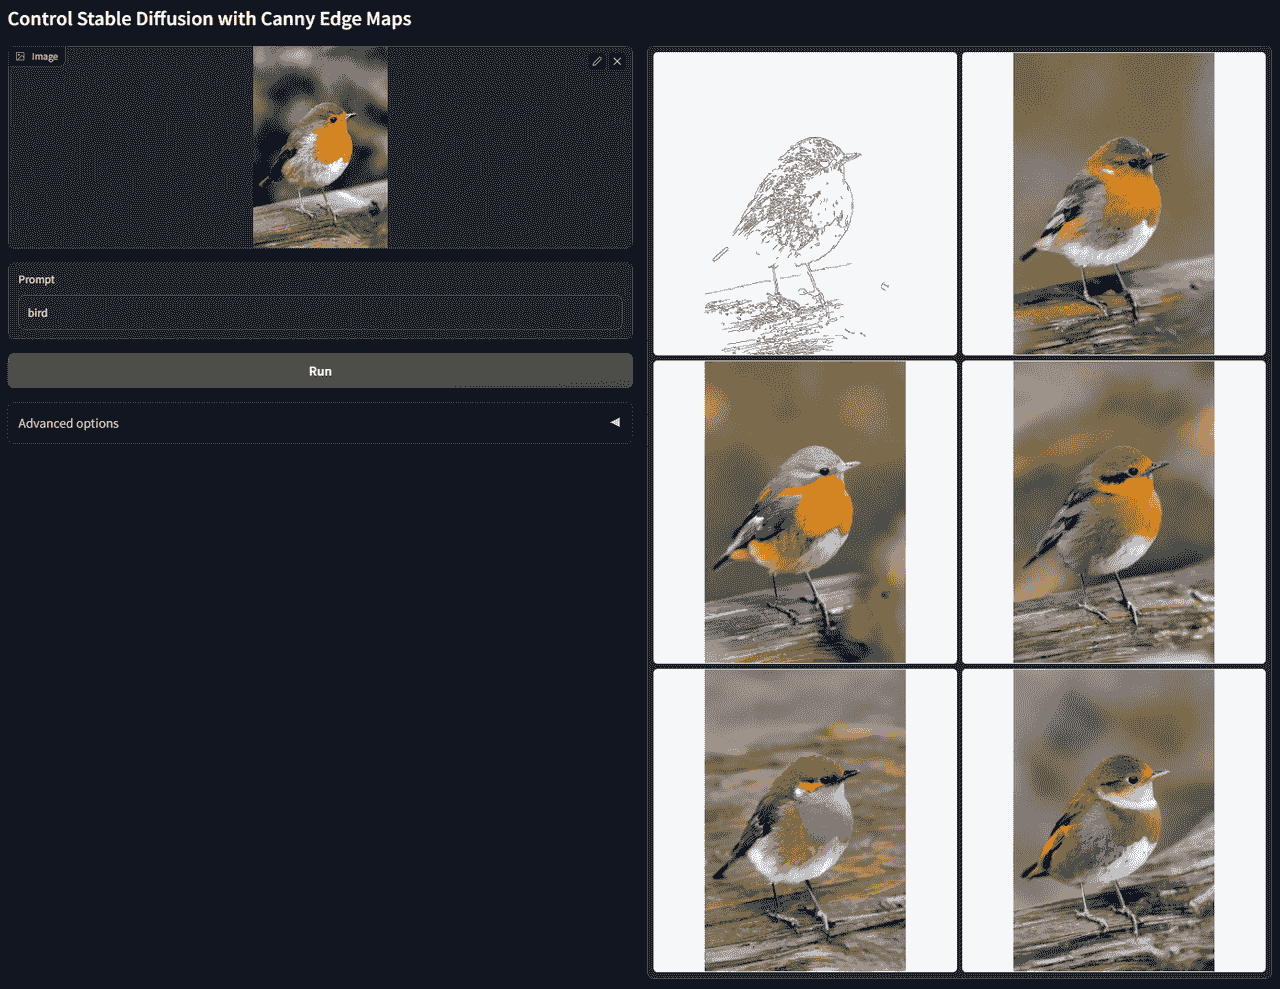 Control Stable Diffusion with Canny Edge Maps
Image
Prompt
bird
Run
Advanced options